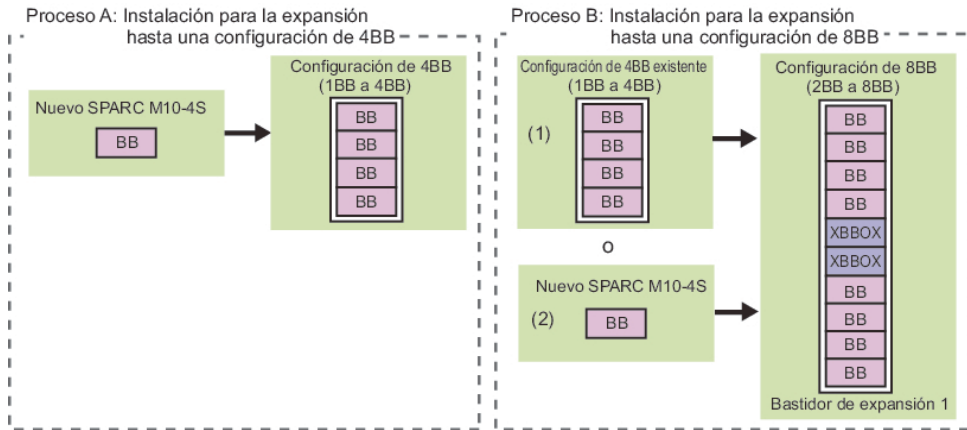 Proceso A: Instalación para la expansión
hasta una configuración de 4BB
Nuevo SPARC M10-4S
BB
Configuración de 4BB
(1BB a 4BB)
BB
BB
BB
BB
Proceso B: Instalación para la expansión
hasta una configuración de 8BB
Configuración de 4BB existente
(1BB a 4BB)
(1)
BB
BB
BB
BB
o
Nuevo SPARC M10-4S
(2)
BB
Configuración de 8BB
(2BB a 8BB)
BB
BB
BB
BB
XBBOX
XBBOX
BB
BB
BB
BB
Bastidor de expansión 1